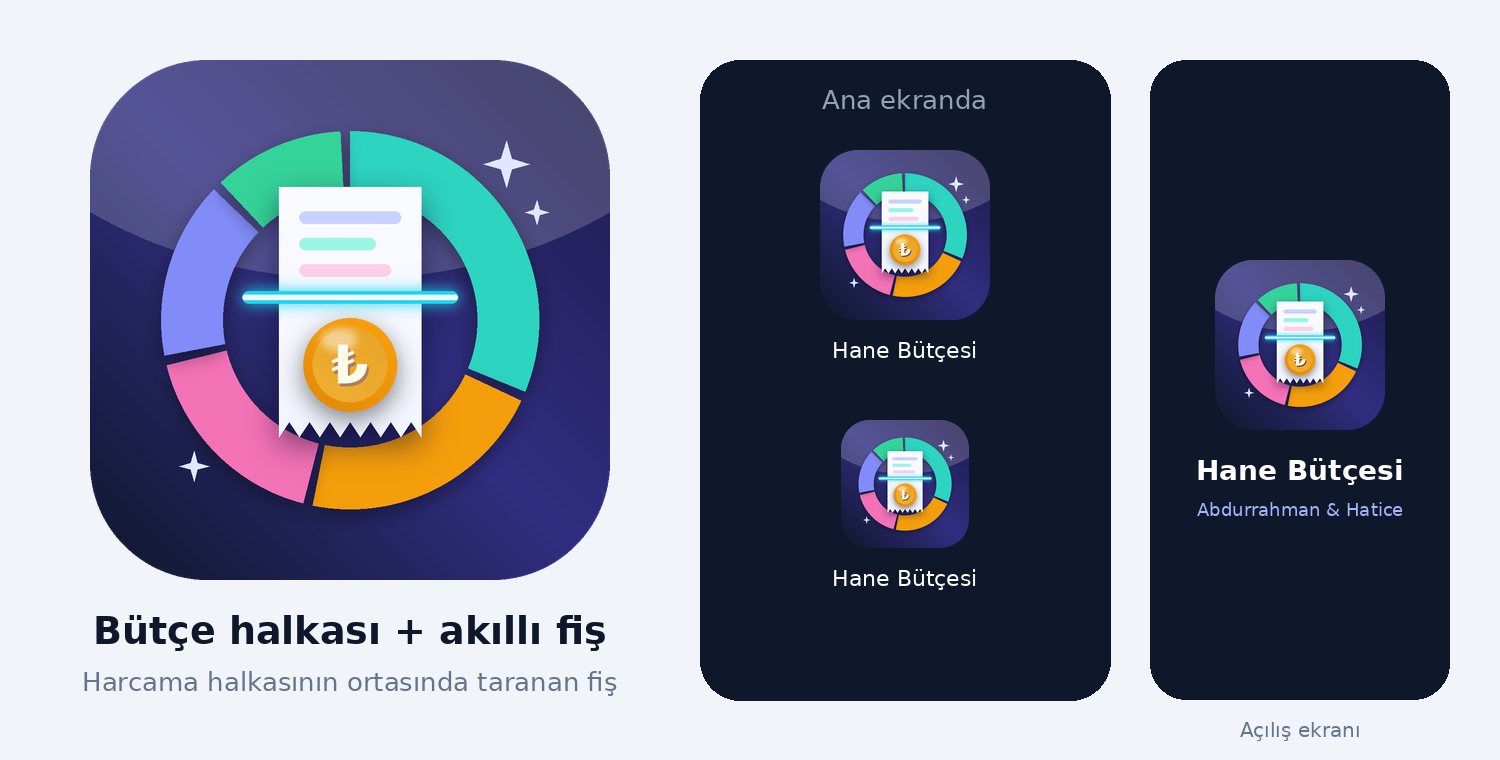 ₺
Bütçe halkası + akıllı fiş
Harcama halkasının ortasında taranan fiş
Ana ekranda
₺
Hane Bütçesi
₺
Hane Bütçesi
₺
Hane Bütçesi
Abdurrahman & Hatice
Açılış ekranı